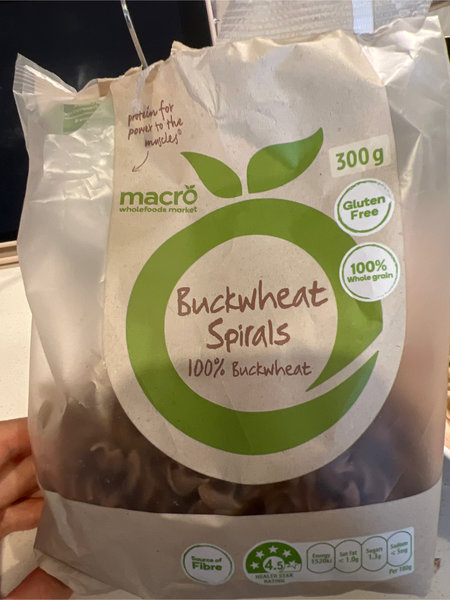 protein for
power to the
muscles
300g
macro
wholefoods market
Gluten
Free
100%
Whole grain
Buckwheat
Spirals
100% Buckwheat
Source of
Fibre
4.5
HEALTH STAR
RATING
Energy
1520kJ
Sat Fat
< 1.0g
Sugars
1.3g
Sodium
< 5mg
Per 100g